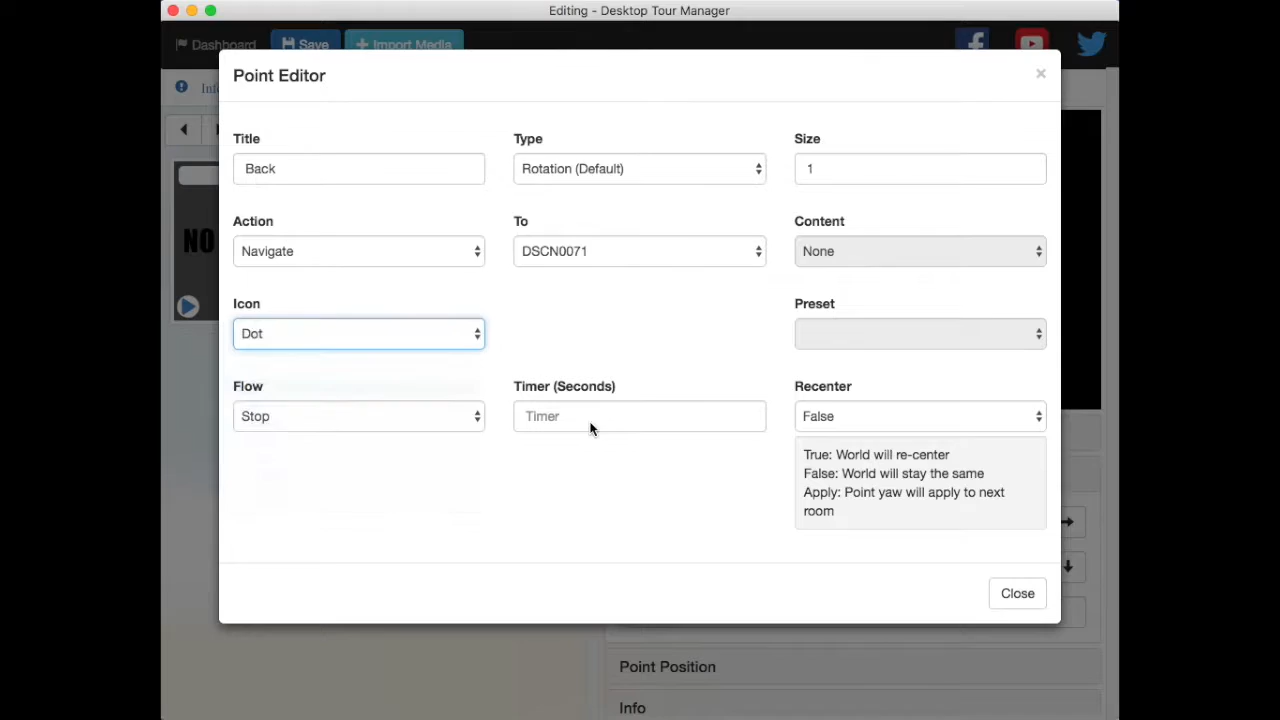 Editing - Desktop Tour Manager
Dashboard
Save
Import Media
Point Editor
×
Title
Type
Size
Back
Rotation (Default)
1
Action
To
Content
Navigate
DSCN0071
None
NO
Icon
Preset
Dot
Flow
Timer (Seconds)
Recenter
Stop
Timer
False
True: World will re-center
False: World will stay the same
Apply: Point yaw will apply to next
room
Close
Point Position
Info